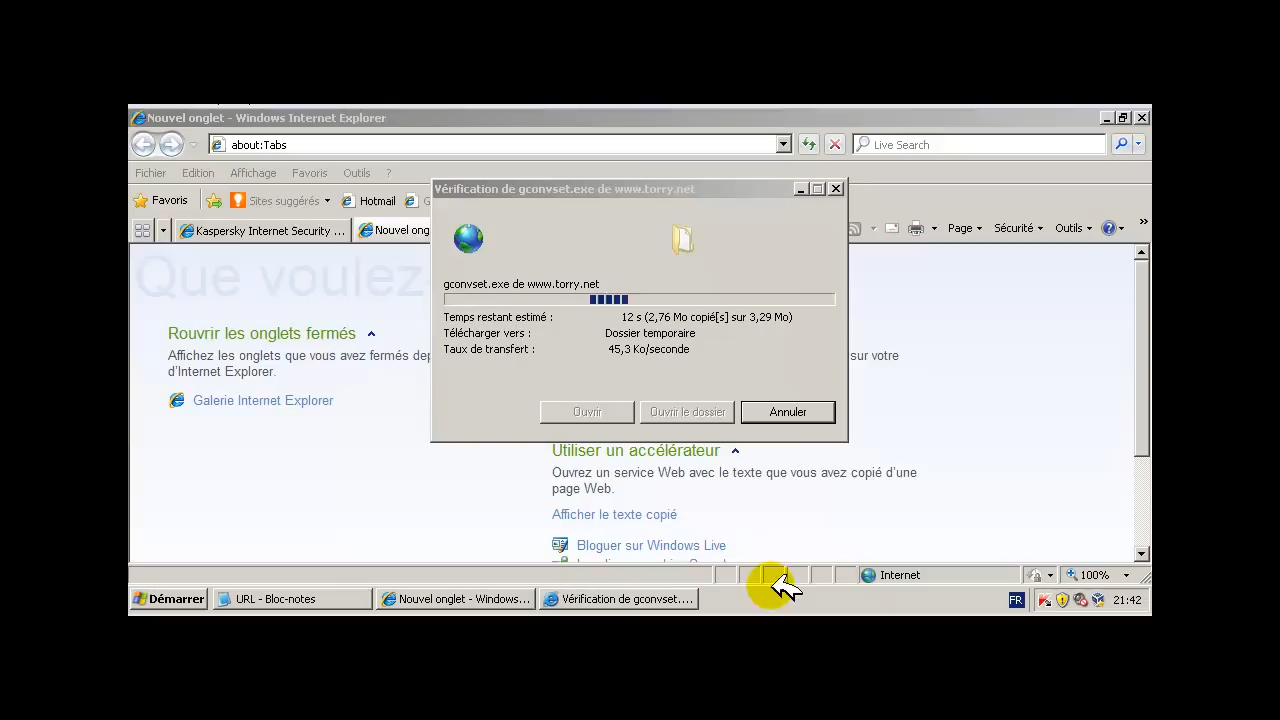 Nouvel onglet - Windows Internet Explorer
about:Tabs
Live Search
Fichier Edition Affichage Favoris Outils ?
Favoris Sites suggérés Hotmail
Kaspersky Internet Security ... Nouvel ong
Page Sécurité Outils
Vérification de gconvset.exe de www.torry.net
gconvset.exe de www.torry.net
Temps restant estimé : 12 s (2,76 Mo copié[s] sur 3,29 Mo)
Télécharger vers : Dossier temporaire
Taux de transfert : 45,3 Ko/seconde
Ouvrir Ouvrir le dossier Annuler
Que voulez
Rouvrir les onglets fermés
Affichez les onglets que vous avez fermés de
d'Internet Explorer.
Galerie Internet Explorer
sur votre
Utiliser un accélérateur
Ouvrez un service Web avec le texte que vous avez copié d'une
page Web.
Afficher le texte copié
Bloguer sur Windows Live
Internet 100%
Démarrer URL - Bloc-notes Nouvel onglet - Windows... Vérification de gconvset.... FR 21:42